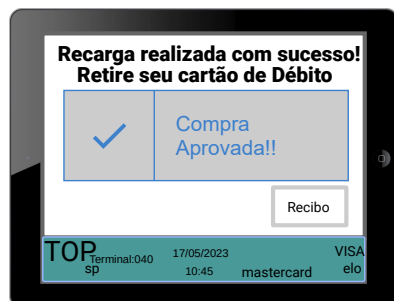 Recarga realizada com sucesso!
Retire seu cartão de Débito
Compra
Aprovada!!
Recibo
TOP Terminal:040 17/05/2023 VISA
sp 10:45 mastercard elo